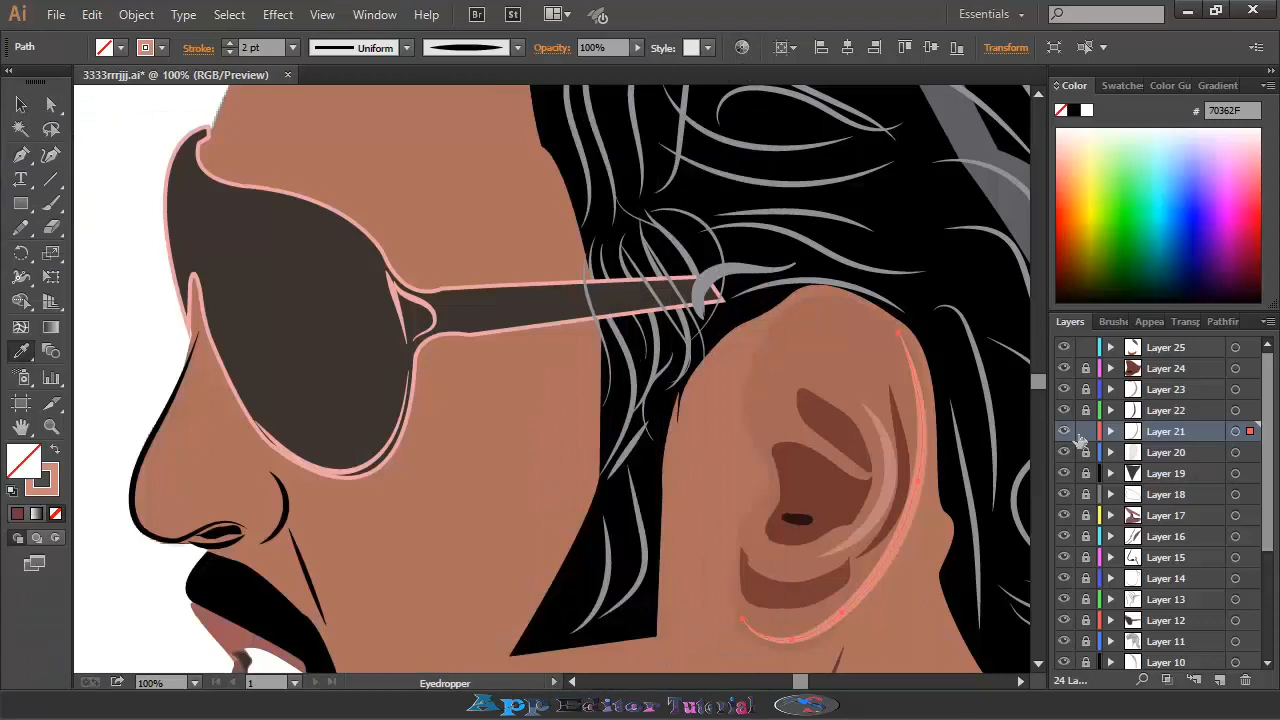 Ai File Edit Object Type Select Effect View Window Help Br St Essentials
Path Stroke: 2 pt Uniform Opacity: 100% Style: Transform
3333rrrjjj.ai* @ 100% (RGB/Preview)
Color Swatches Color Gu Gradient
# 70362F
Layers Brushe Appea Transp Pathfir
Layer 25
Layer 24
Layer 23
Layer 22
Layer 21
Layer 20
Layer 19
Layer 18
Layer 17
Layer 16
Layer 15
Layer 14
Layer 13
Layer 12
Layer 11
Layer 10
100% 1 Eyedropper 24 La...
App Editor Tutorial